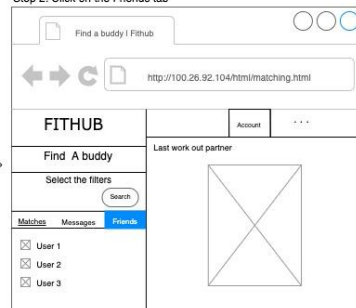 Step 2: Click on the Friends tab
Find a buddy I Fithub
http://100.26.92.104/html/matching.html
FITHUB
Account
...
Find A buddy
Last work out partner
Select the filters
Search
Matches
Messages
Friends
User 1
User 2
User 3